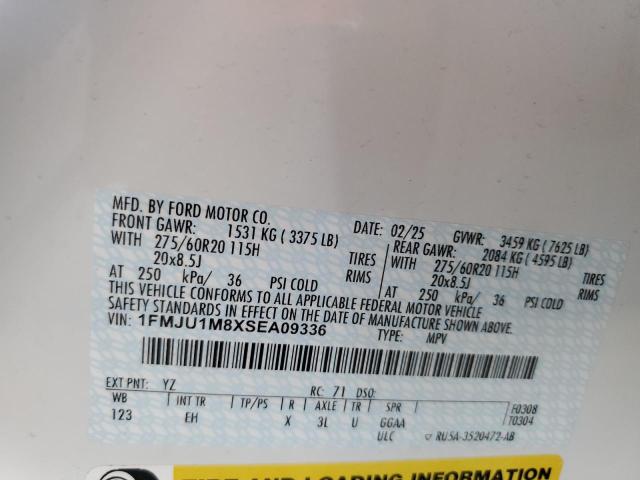 MFD. BY FORD MOTOR CO.
DATE: 02/25 GVWR: 3459 KG ( 7625 LB)
FRONT GAWR: 1531 KG ( 3375 LB) REAR GAWR: 2084 KG ( 4595 LB)
WITH 275/60R20 115H TIRES WITH 275/60R20 115H TIRES
20x8.5J RIMS 20x8.5J RIMS
AT 250 kPa/ 36 PSI COLD AT 250 kPa/ 36 PSI COLD
THIS VEHICLE CONFORMS TO ALL APPLICABLE FEDERAL MOTOR VEHICLE
SAFETY STANDARDS IN EFFECT ON THE DATE OF MANUFACTURE SHOWN ABOVE.
VIN: 1FMJU1M8XSEA09336 TYPE: MPV
EXT PNT: YZ RC: 71 DSO:
WB INT TR TP/PS R AXLE TR SPR F0308
123 EH X 3L U GGAA T0304
ULC RU5A-3520472-AB
TIRE AND LOADING INFORMATION